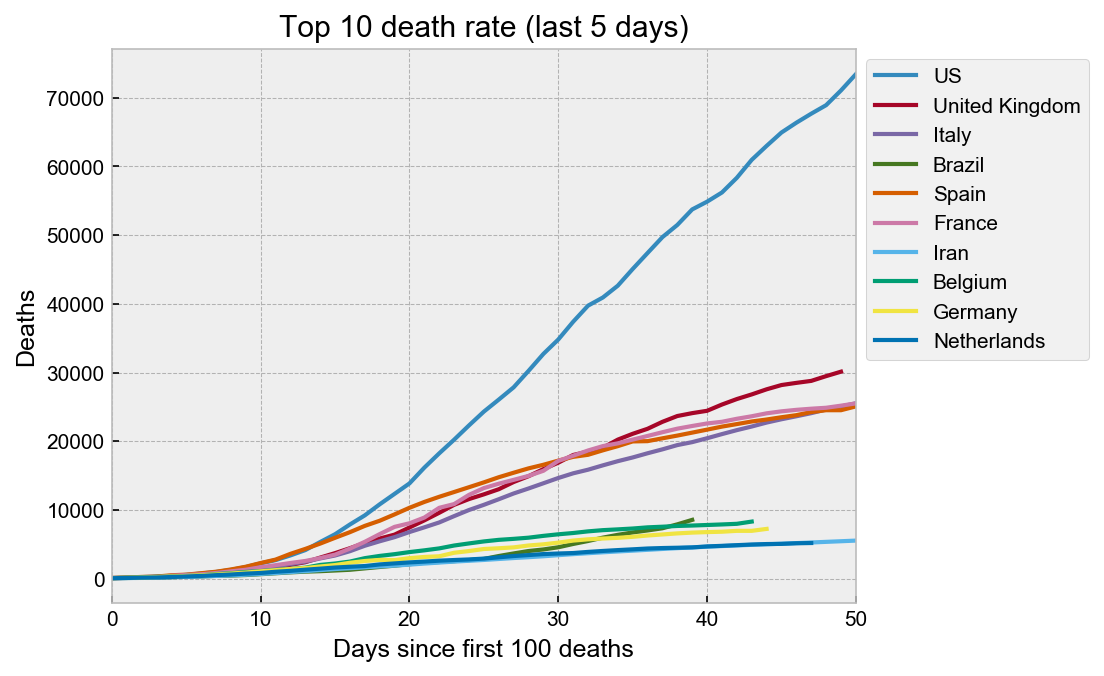 Top 10 death rate (last 5 days)
Deaths
70000
60000
50000
40000
30000
20000
10000
0
0 10 20 30 40 50
Days since first 100 deaths
US
United Kingdom
Italy
Brazil
Spain
France
Iran
Belgium
Germany
Netherlands